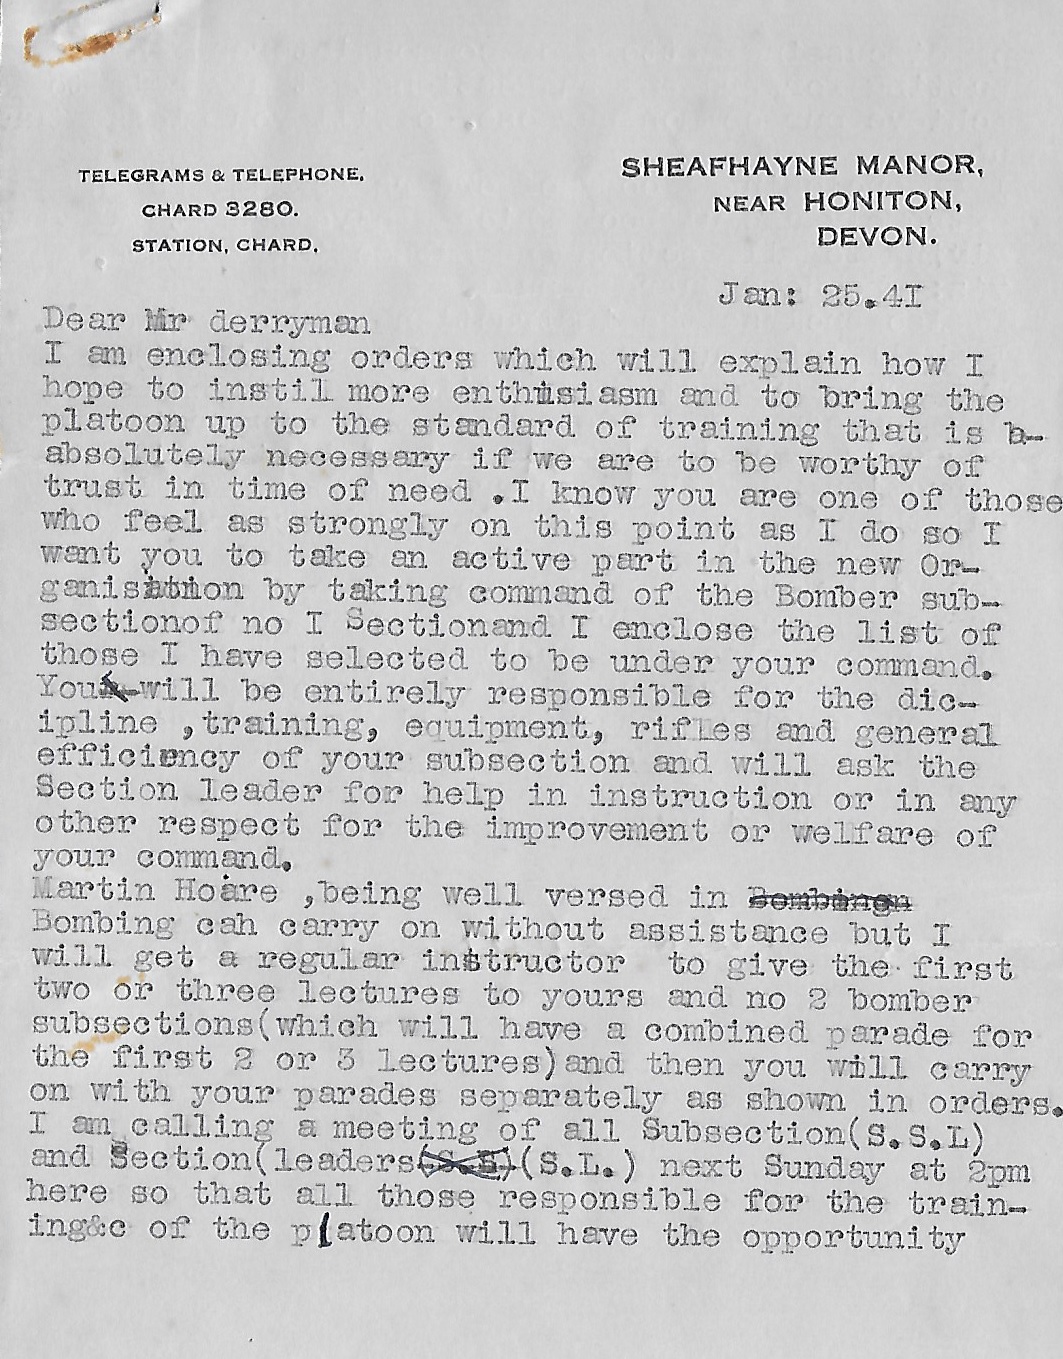 TELEGRAMS & TELEPHONE.
CHARD 3280.
STATION, CHARD.
SHEAFHAYNE MANOR,
NEAR HONITON,
DEVON.
Jan: 25.4I
Dear Mr derryman
I am enclosing orders which will explain how I
hope to instil more enthusiasm and to bring the
platoon up to the standard of training that is b-
absolutely necessary if we are to be worthy of
trust in time of need .I know you are one of those
who feel as strongly on this point as I do so I
want you to take an active part in the new Or-
ganisation by taking command of the Bomber sub-
sectionof no I Sectionand I enclose the list of
those I have selected to be under your command.
You will be entirely responsible for the dic-
ipline ,training, equipment, rifles and general
efficiency of your subsection and will ask the
Section leader for help in instruction or in any
other respect for the improvement or welfare of
your command.
Martin Hoare ,being well versed in Bombingn
Bombing cah carry on without assistance but I
will get a regular instructor to give the first
two or three lectures to yours and no 2 bomber
subsections(which will have a combined parade for
the first 2 or 3 lectures)and then you will carry
on with your parades separately as shown in orders.
I am calling a meeting of all Subsection(S.S.L)
and Section(leaders(S.S)(S.L.) next Sunday at 2pm
here so that all those responsible for the train-
ing&c of the platoon will have the opportunity